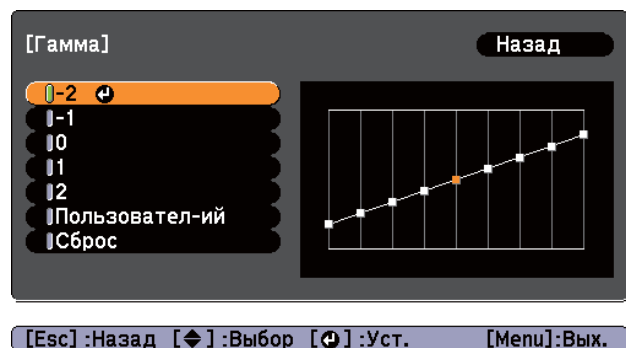 [Гамма] Назад
-2
-1
0
1
2
Пользовател-ий
Сброс
[Esc] :Назад [◆] :Выбор [↵] :Уст. [Menu]:Вых.